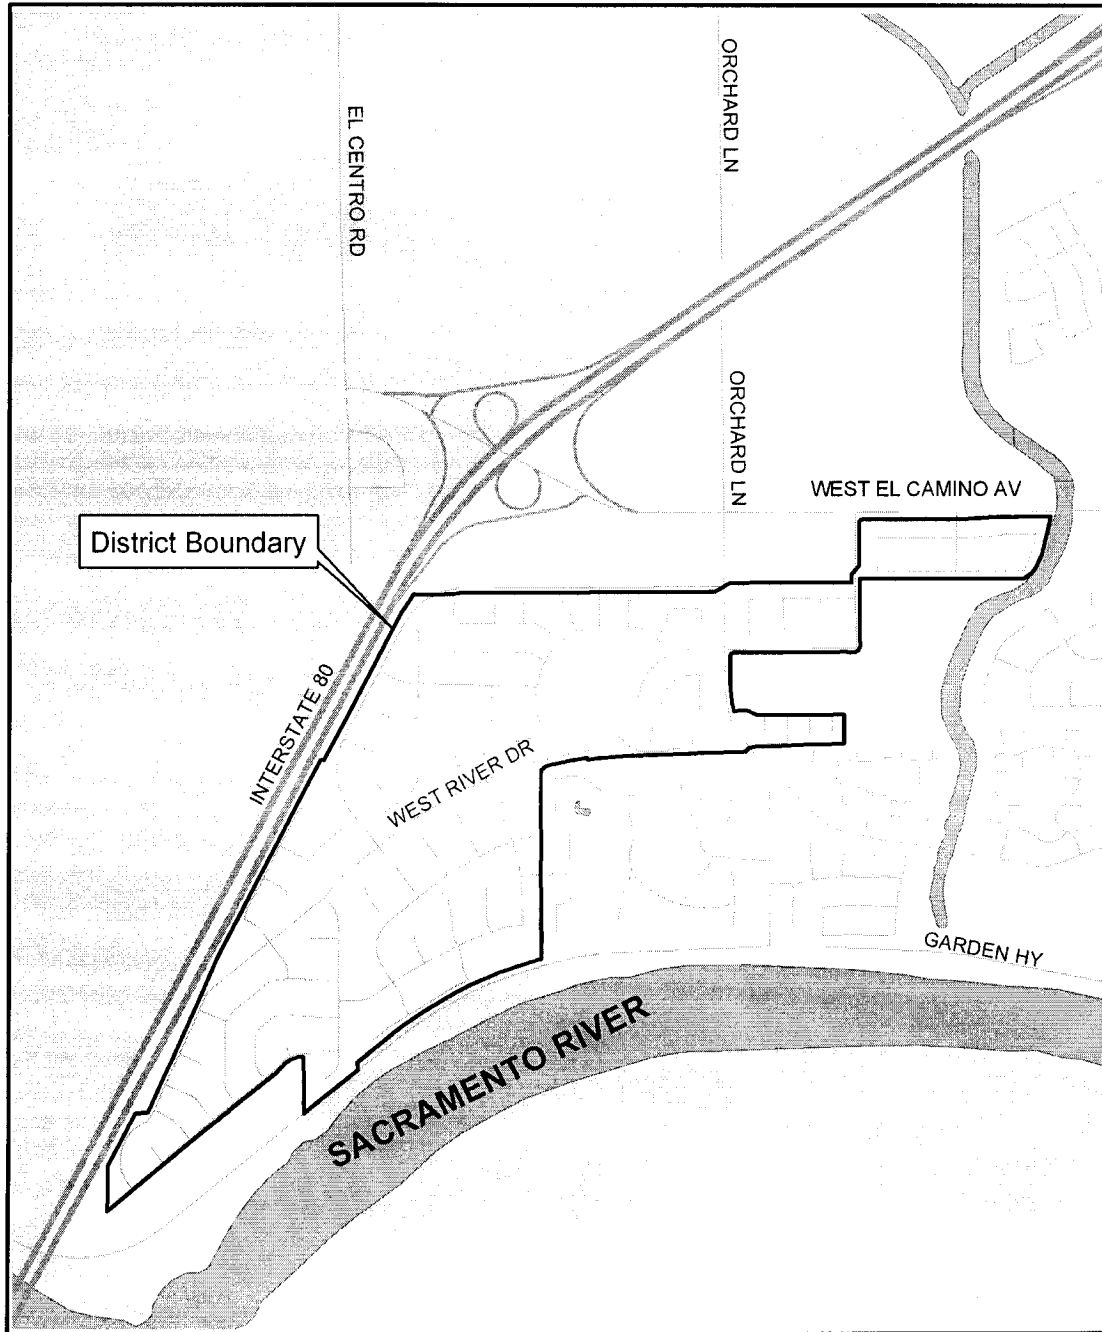 ORCHARD LN
EL CENTRO RD
ORCHARD LN
WEST EL CAMINO AV
District Boundary
INTERSTATE 80
WEST RIVER DR
GARDEN HY
SACRAMENTO RIVER